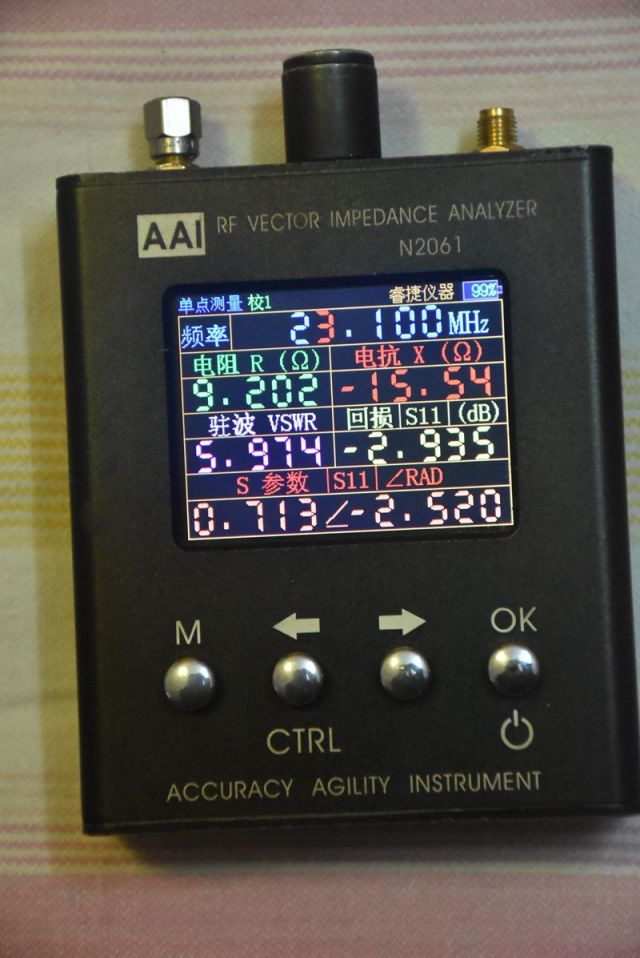 AAI RF VECTOR IMPEDANCE ANALYZER
N2061
单点测量 校1 睿捷仪器 99%
频率 23.100 MHz
电阻 R (Ω) 电抗 X (Ω)
9.202 -15.54
驻波 VSWR 回损 S11 (dB)
5.974 -2.935
S 参数 S11 ∠RAD
0.713∠-2.520
M OK
CTRL
ACCURACY AGILITY INSTRUMENT